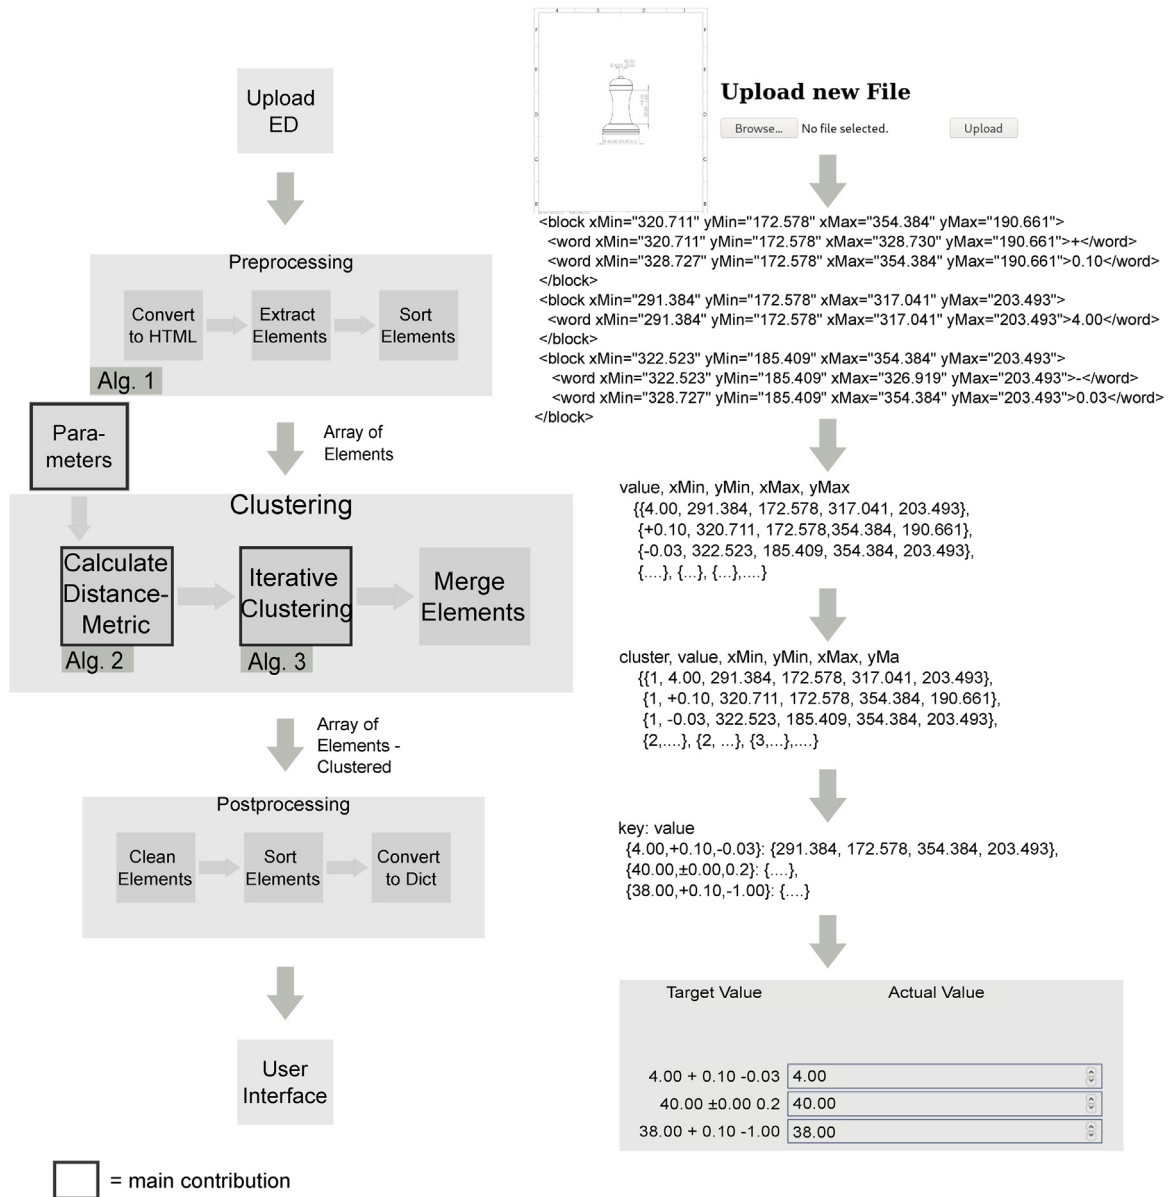 Upload
ED
Preprocessing
Convert
to HTML
Extract
Elements
Sort
Elements
Alg. 1
Para-
meters
Array of
Elements
Clustering
Calculate
Distance-
Metric
Iterative
Clustering
Merge
Elements
Alg. 2
Alg. 3
Array of
Elements -
Clustered
Postprocessing
Clean
Elements
Sort
Elements
Convert
to Dict
User
Interface
= main contribution
Upload new File
Browse... No file selected. Upload
<block xMin="320.711" yMin="172.578" xMax="354.384" yMax="190.661">
<word xMin="320.711" yMin="172.578" xMax="328.730" yMax="190.661">+</word>
<word xMin="328.727" yMin="172.578" xMax="354.384" yMax="190.661">0.10</word>
</block>
<block xMin="291.384" yMin="172.578" xMax="317.041" yMax="203.493">
<word xMin="291.384" yMin="172.578" xMax="317.041" yMax="203.493">4.00</word>
</block>
<block xMin="322.523" yMin="185.409" xMax="354.384" yMax="203.493">
<word xMin="322.523" yMin="185.409" xMax="326.919" yMax="203.493">-</word>
<word xMin="328.727" yMin="185.409" xMax="354.384" yMax="203.493">0.03</word>
</block>
value, xMin, yMin, xMax, yMax
{{4.00, 291.384, 172.578, 317.041, 203.493},
{+0.10, 320.711, 172.578,354.384, 190.661},
{-0.03, 322.523, 185.409, 354.384, 203.493},
{....}, {...}, {...},....}
cluster, value, xMin, yMin, xMax, yMa
{{1, 4.00, 291.384, 172.578, 317.041, 203.493},
{1, +0.10, 320.711, 172.578, 354.384, 190.661},
{1, -0.03, 322.523, 185.409, 354.384, 203.493},
{2,....}, {2, ...}, {3,...},....}
key: value
{4.00,+0.10,-0.03}: {291.384, 172.578, 354.384, 203.493},
{40.00,±0.00,0.2}: {....},
{38.00,+0.10,-1.00}: {....}
Target Value Actual Value
4.00 + 0.10 -0.03 4.00
40.00 ±0.00 0.2 40.00
38.00 + 0.10 -1.00 38.00